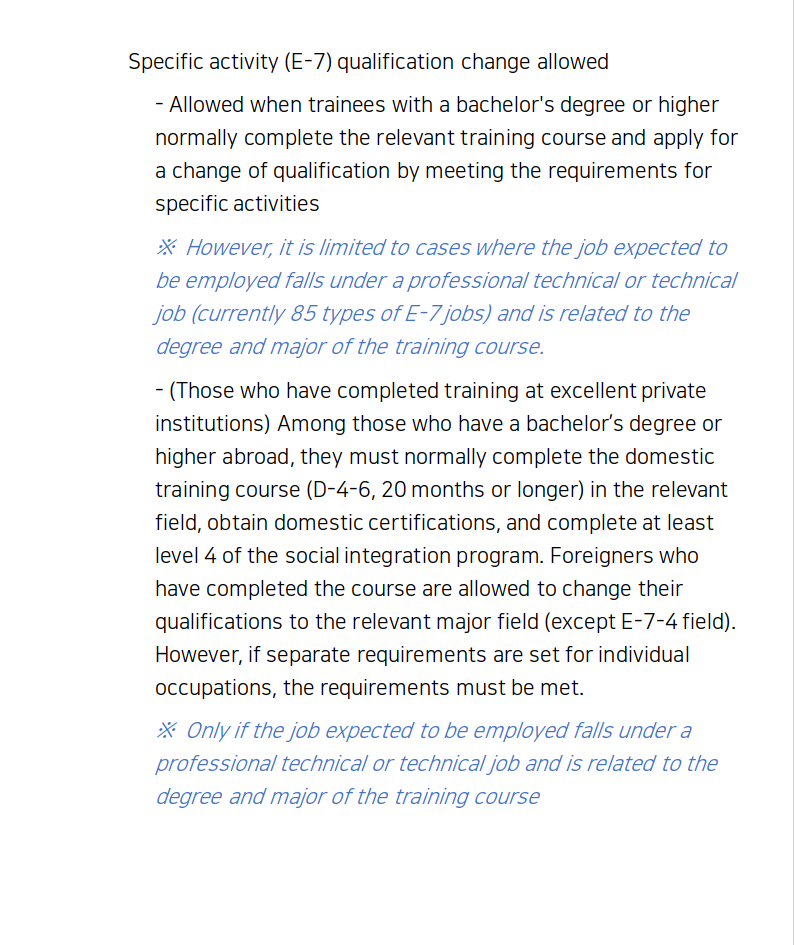 Specific activity (E-7) qualification change allowed
- Allowed when trainees with a bachelor's degree or higher
normally complete the relevant training course and apply for
a change of qualification by meeting the requirements for
specific activities
※ However, it is limited to cases where the job expected to
be employed falls under a professional technical or technical
job (currently 85 types of E-7 jobs) and is related to the
degree and major of the training course.
- (Those who have completed training at excellent private
institutions) Among those who have a bachelor’s degree or
higher abroad, they must normally complete the domestic
training course (D-4-6, 20 months or longer) in the relevant
field, obtain domestic certifications, and complete at least
level 4 of the social integration program. Foreigners who
have completed the course are allowed to change their
qualifications to the relevant major field (except E-7-4 field).
However, if separate requirements are set for individual
occupations, the requirements must be met.
※ Only if the job expected to be employed falls under a
professional technical or technical job and is related to the
degree and major of the training course